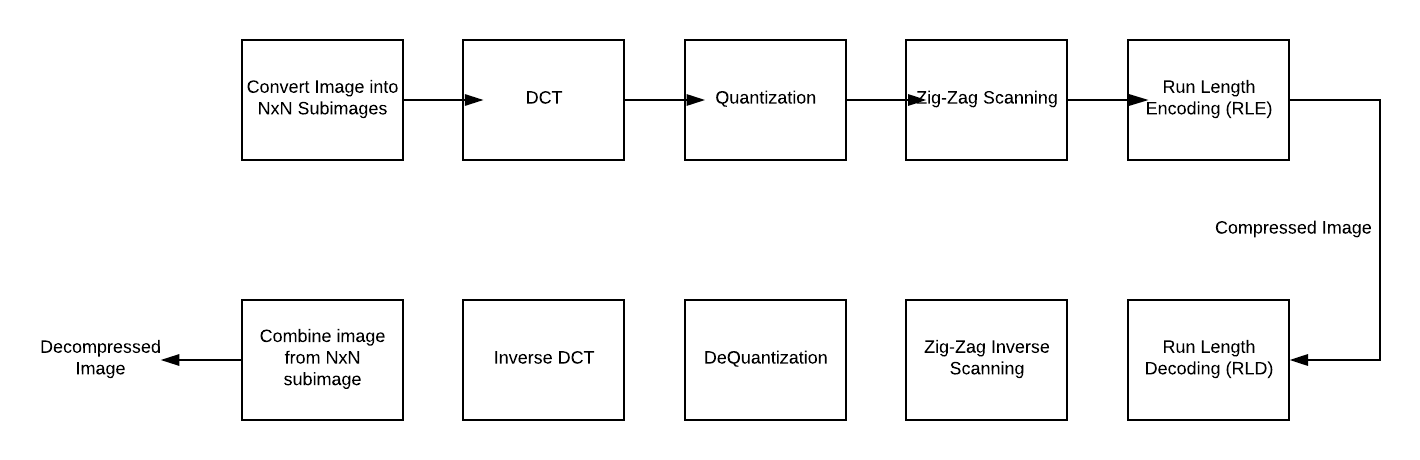 Convert Image into
NxN Subimages
DCT
Quantization
Zig-Zag Scanning
Run Length
Encoding (RLE)
Compressed Image
Decompressed
Image
Combine image
from NxN
subimage
Inverse DCT
DeQuantization
Zig-Zag Inverse
Scanning
Run Length
Decoding (RLD)